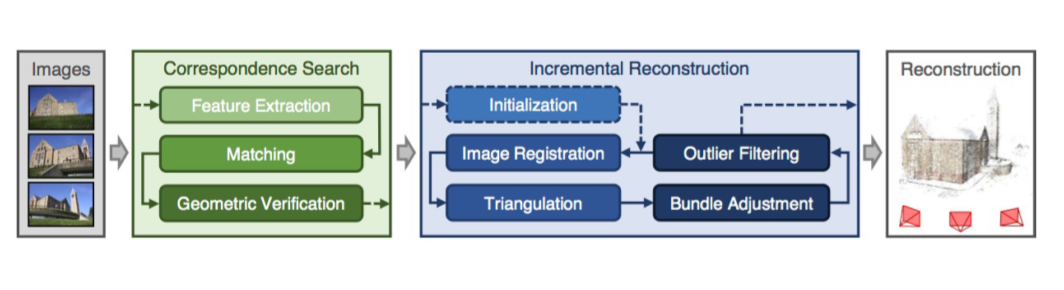 Images
Correspondence Search
Feature Extraction
Matching
Geometric Verification
Incremental Reconstruction
Initialization
Image Registration
Outlier Filtering
Triangulation
Bundle Adjustment
Reconstruction